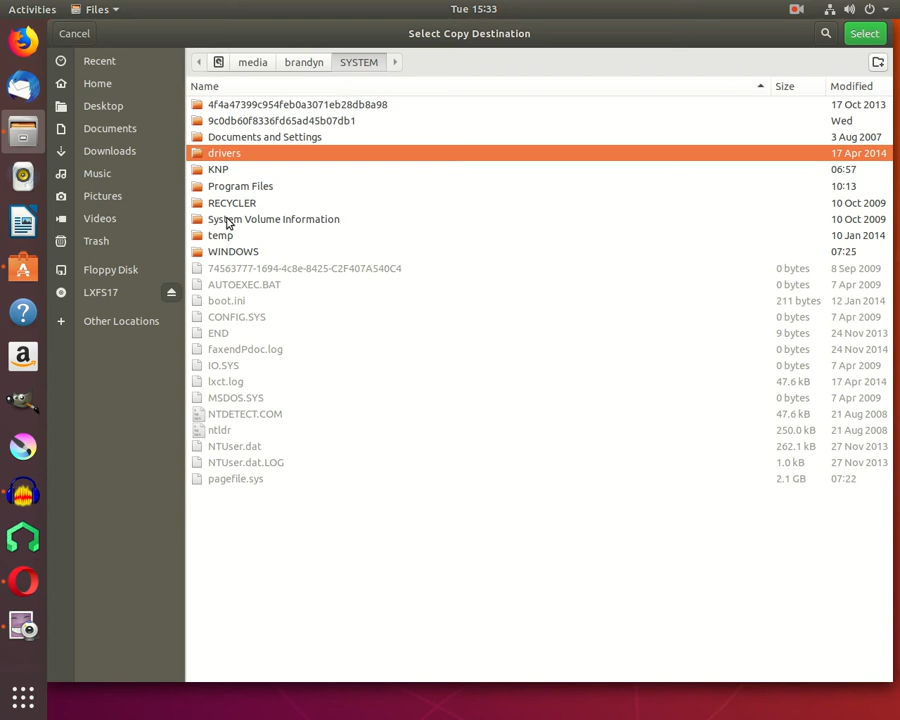 Activities Files Tue 15:33
Cancel Select Copy Destination Select
Recent
Home
Desktop
Documents
Downloads
Music
Pictures
Videos
Trash
Floppy Disk
LXFS17
Other Locations
media brandyn SYSTEM
Name Size Modified
4f4a47399c954feb0a3071eb28db8a98 17 Oct 2013
9c0db60f8336fd65ad45b07db1 Wed
Documents and Settings 3 Aug 2007
drivers 17 Apr 2014
KNP 06:57
Program Files 10:13
RECYCLER 10 Oct 2009
System Volume Information 10 Oct 2009
temp 10 Jan 2014
WINDOWS 07:25
74563777-1694-4c8e-8425-C2F407A540C4 0 bytes 8 Sep 2009
AUTOEXEC.BAT 0 bytes 7 Apr 2009
boot.ini 211 bytes 12 Jan 2014
CONFIG.SYS 0 bytes 7 Apr 2009
END 9 bytes 24 Nov 2013
faxendPdoc.log 0 bytes 24 Nov 2014
IO.SYS 0 bytes 7 Apr 2009
lxct.log 47.6 kB 17 Apr 2014
MSDOS.SYS 0 bytes 7 Apr 2009
NTDETECT.COM 47.6 kB 21 Aug 2008
ntldr 250.0 kB 21 Aug 2008
NTUser.dat 262.1 kB 27 Nov 2013
NTUser.dat.LOG 1.0 kB 27 Nov 2013
pagefile.sys 2.1 GB 07:22